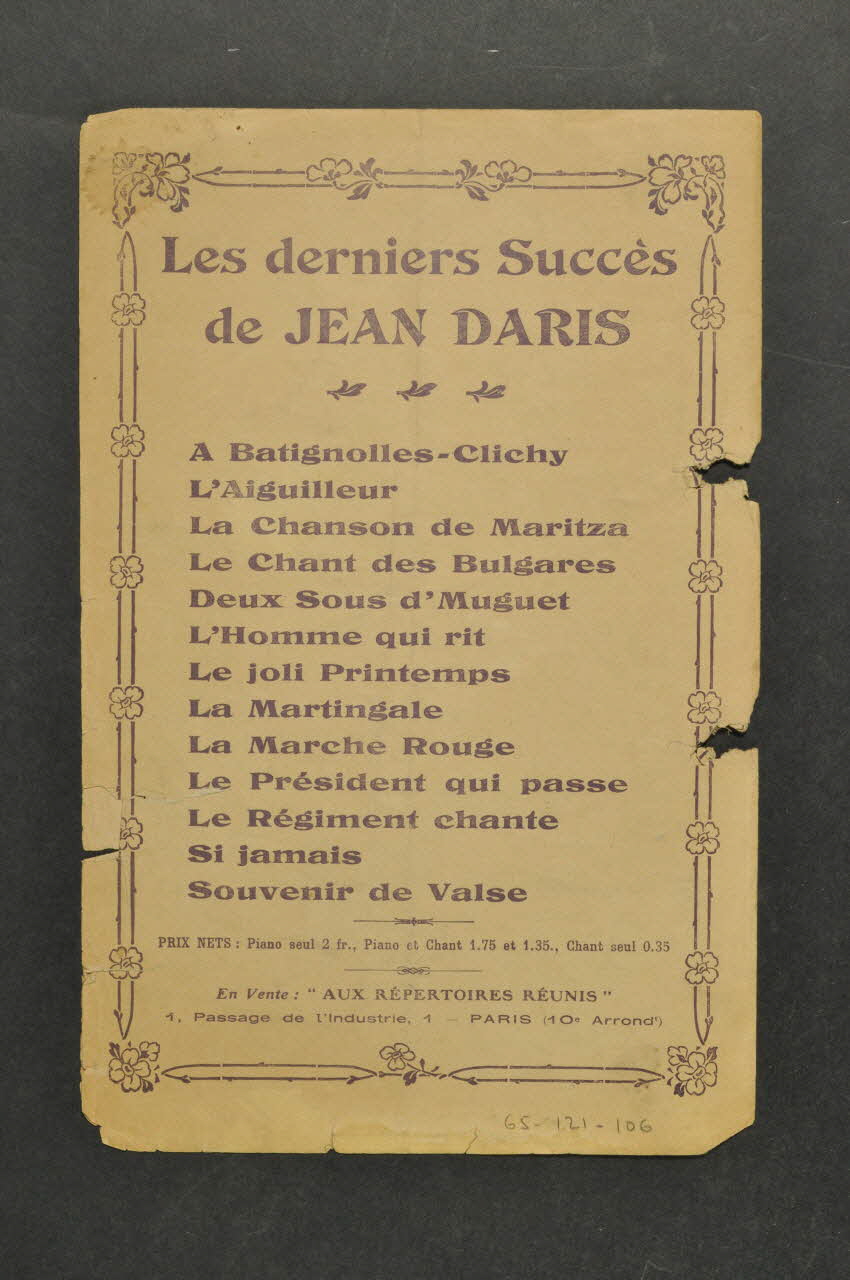 Les derniers Succès
de JEAN DARIS
A Batignolles-Clichy
L'Aiguilleur
La Chanson de Maritza
Le Chant des Bulgares
Deux Sous d'Muguet
L'Homme qui rit
Le joli Printemps
La Martingale
La Marche Rouge
Le Président qui passe
Le Régiment chante
Si jamais
Souvenir de Valse
PRIX NETS : Piano seul 2 fr., Piano et Chant 1.75 et 1.35., Chant seul 0.35
En Vente : " AUX RÉPERTOIRES RÉUNIS "
1, Passage de l'Industrie, 1 — PARIS (10e Arrondt)
65-121-106